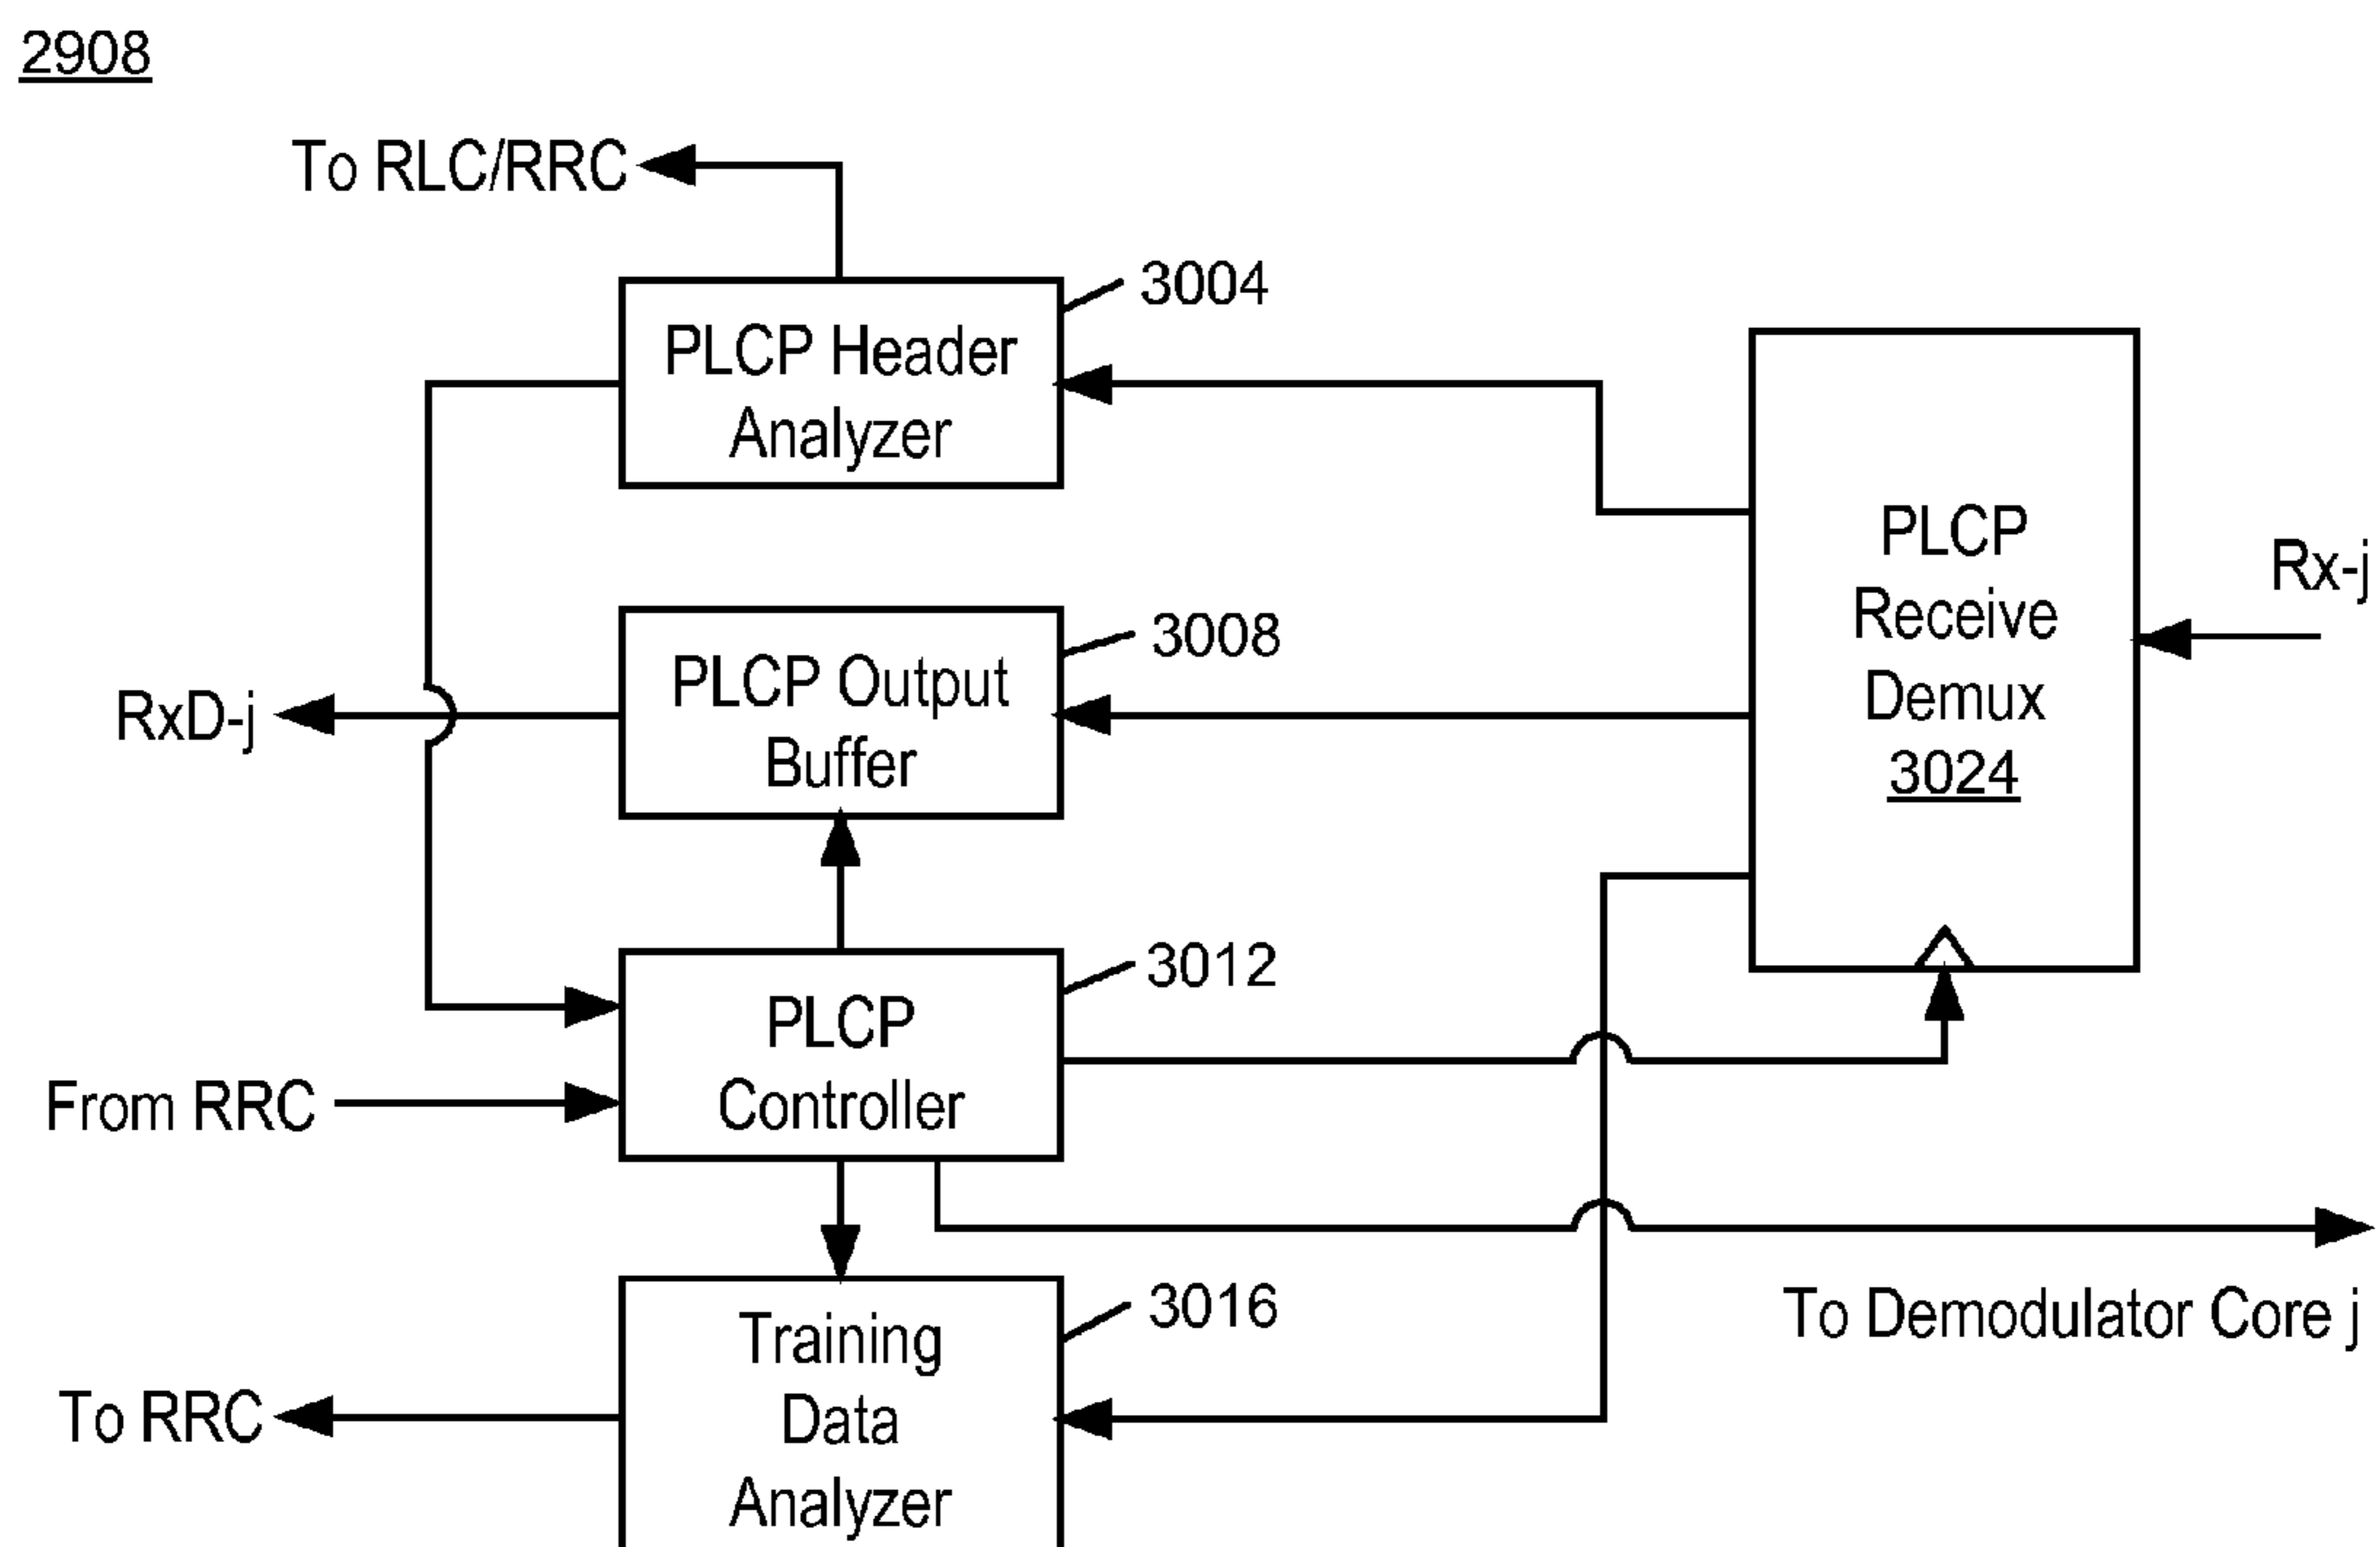 2908
To RLC/RRC
3004
PLCP Header
Analyzer
PLCP
Receive
Demux
3024
Rx-j
3008
PLCP Output
Buffer
RxD-j
3012
PLCP
Controller
From RRC
To Demodulator Core j
3016
Training
Data
Analyzer
To RRC